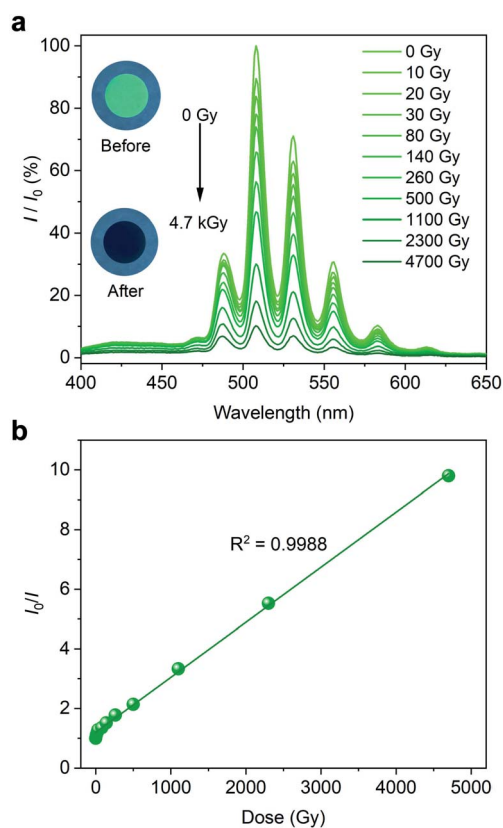 a
100
80
60
40
20
0
I / I₀ (%)
Before
0 Gy
4.7 kGy
After
0 Gy
10 Gy
20 Gy
30 Gy
80 Gy
140 Gy
260 Gy
500 Gy
1100 Gy
2300 Gy
4700 Gy
400 450 500 550 600 650
Wavelength (nm)
b
10
8
6
4
2
0
I₀/I
R² = 0.9988
0 1000 2000 3000 4000 5000
Dose (Gy)